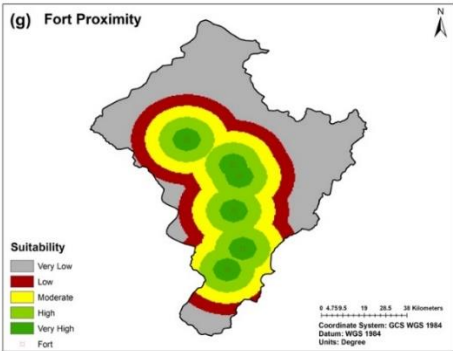 (g) Fort Proximity
N
Suitability
Very Low
Low
Moderate
High
Very High
Fort
0 4.759.5 19 28.5 38 Kilometers
Coordinate System: GCS WGS 1984
Datum: WGS 1984
Units: Degree